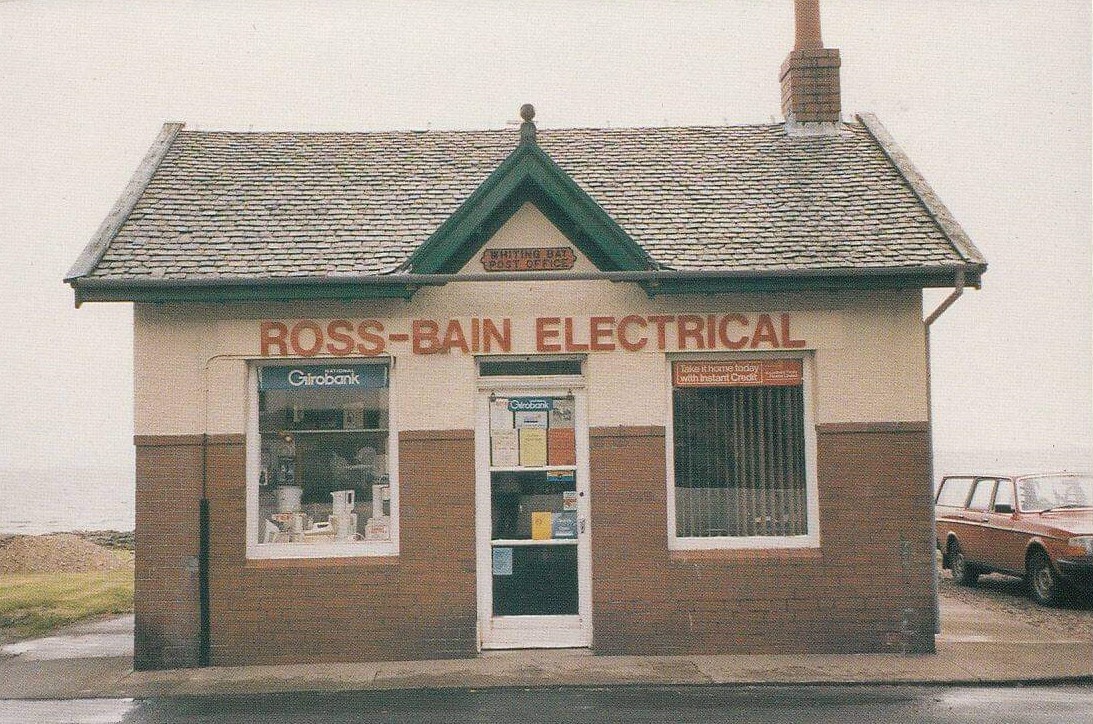 WHITING BAY
POST OFFICE
ROSS-BAIN ELECTRICAL
NATIONAL
Girobank
Girobank
Take it home today
with Instant Credit